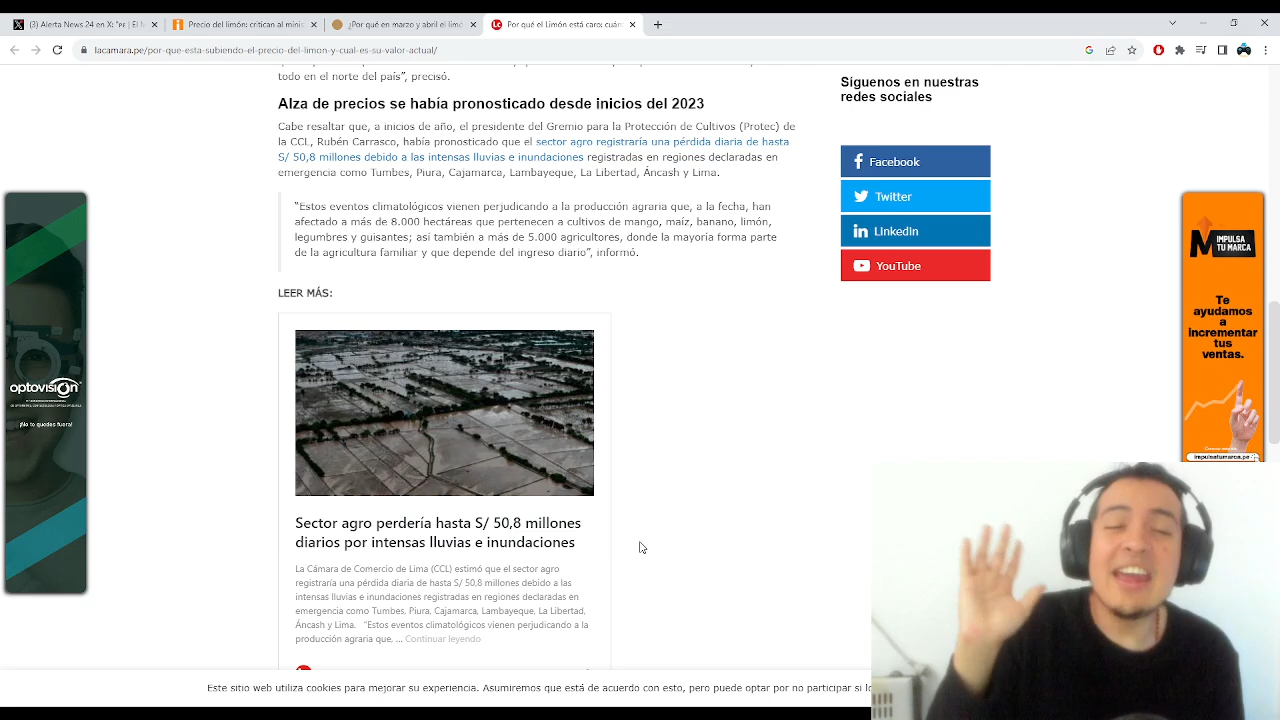 (3) Alerta News 24 en X: "PE | El M
Precio del limón: critican al minist
¿Por qué en marzo y abril el limó
Por qué el Limón está caro: cuán
lacamara.pe/por-que-esta-subiendo-el-precio-del-limon-y-cual-es-su-valor-actual/
todo en el norte del país”, precisó.
Alza de precios se había pronosticado desde inicios del 2023
Cabe resaltar que, a inicios de año, el presidente del Gremio para la Protección de Cultivos (Protec) de
la CCL, Rubén Carrasco, había pronosticado que el sector agro registraría una pérdida diaria de hasta
S/ 50,8 millones debido a las intensas lluvias e inundaciones registradas en regiones declaradas en
emergencia como Tumbes, Piura, Cajamarca, Lambayeque, La Libertad, Áncash y Lima.
“Estos eventos climatológicos vienen perjudicando a la producción agraria que, a la fecha, han
afectado a más de 8.000 hectáreas que pertenecen a cultivos de mango, maíz, banano, limón,
legumbres y guisantes; así también a más de 5.000 agricultores, donde la mayoría forma parte
de la agricultura familiar y que depende del ingreso diario”, informó.
LEER MÁS:
Sector agro perdería hasta S/ 50,8 millones
diarios por intensas lluvias e inundaciones
La Cámara de Comercio de Lima (CCL) estimó que el sector agro
registraría una pérdida diaria de hasta S/ 50,8 millones debido a las
intensas lluvias e inundaciones registradas en regiones declaradas en
emergencia como Tumbes, Piura, Cajamarca, Lambayeque, La Libertad,
Áncash y Lima. “Estos eventos climatológicos vienen perjudicando a la
producción agraria que, ... Continuar leyendo
Síguenos en nuestras
redes sociales
Facebook
Twitter
LinkedIn
YouTube
optovisión
¡No te quedes fuera!
IMPULSA
TU MARCA
Te
ayudamos
a
incrementar
tus
ventas.
impulsatumarca.pe
Este sitio web utiliza cookies para mejorar su experiencia. Asumiremos que está de acuerdo con esto, pero puede optar por no participar si lo